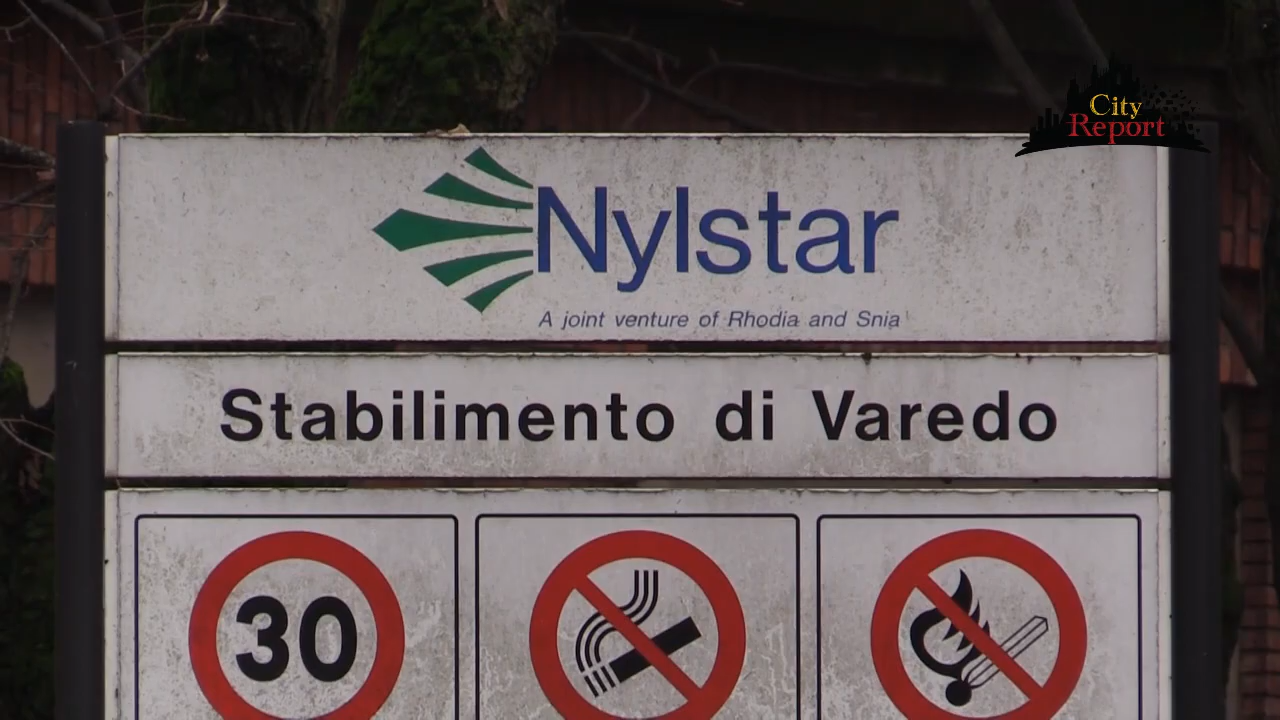 City
Report
Nylstar
A joint venture of Rhodia and Snia
Stabilimento di Varedo
30